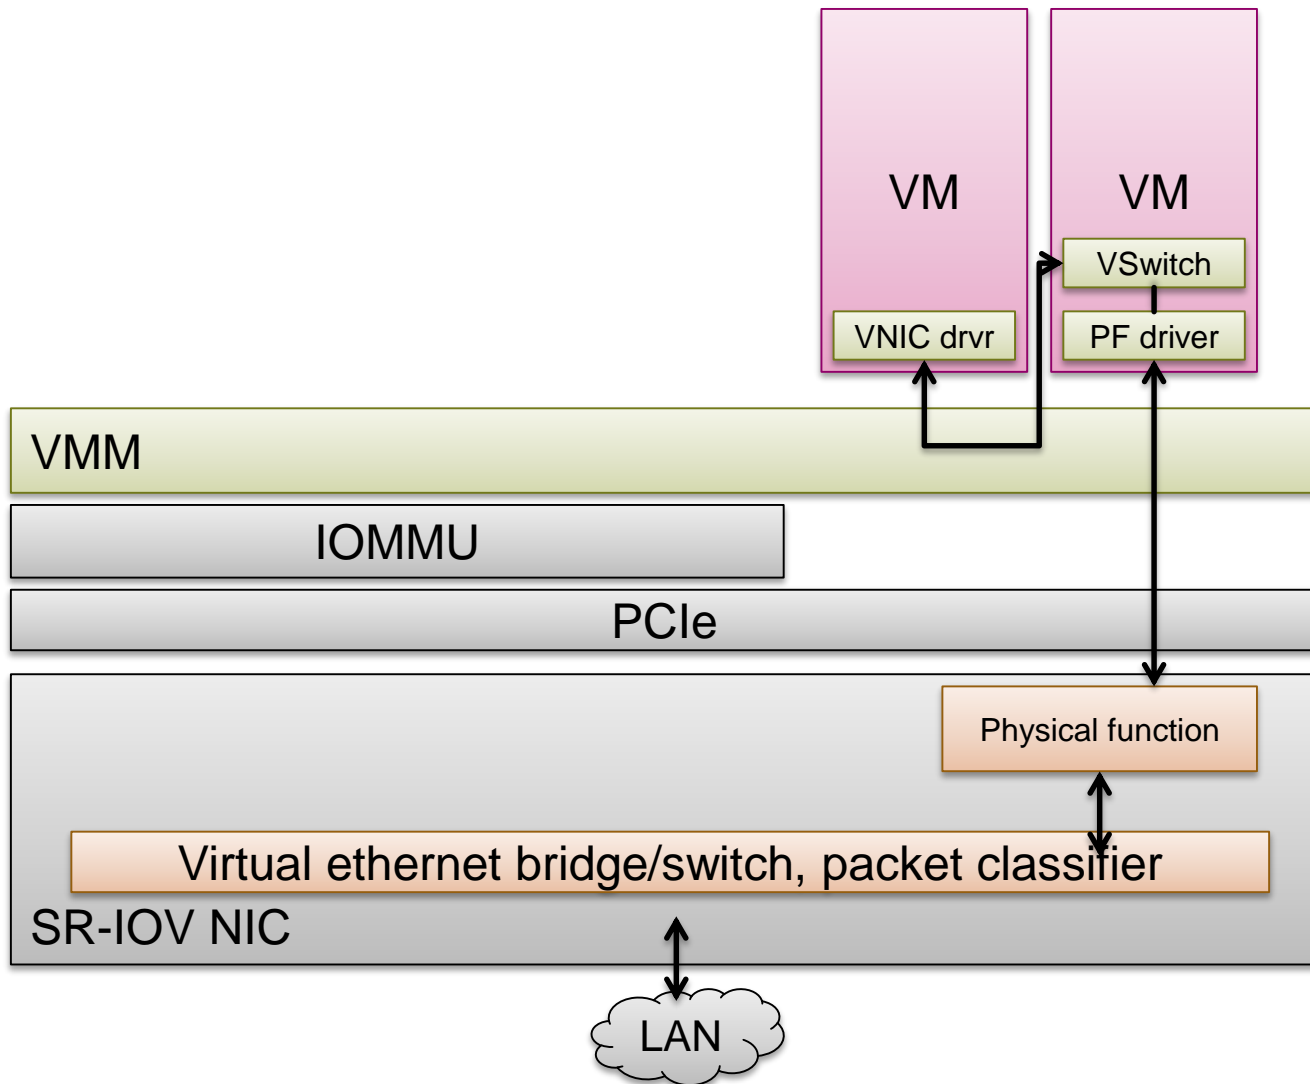 VM
VM
VSwitch
VNIC drvr
PF driver
VMM
IOMMU
PCIe
Physical function
Virtual ethernet bridge/switch, packet classifier
SR-IOV NIC
LAN